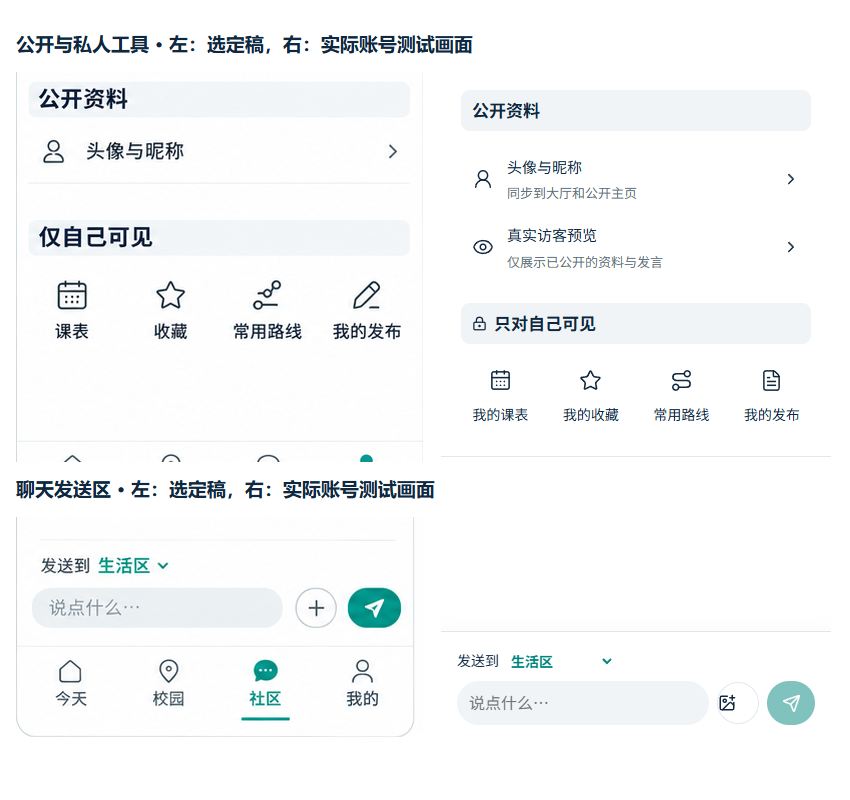 公开与私人工具 • 左：选定稿，右：实际账号测试画面
公开资料
头像与昵称
仅自己可见
课表 收藏 常用路线 我的发布
公开资料
头像与昵称
同步到大厅和公开主页
真实访客预览
仅展示已公开的资料与发言
只对自己可见
我的课表 我的收藏 常用路线 我的发布
聊天发送区 • 左：选定稿，右：实际账号测试画面
发送到 生活区
说点什么…
今天 校园 社区 我的
发送到 生活区
说点什么…